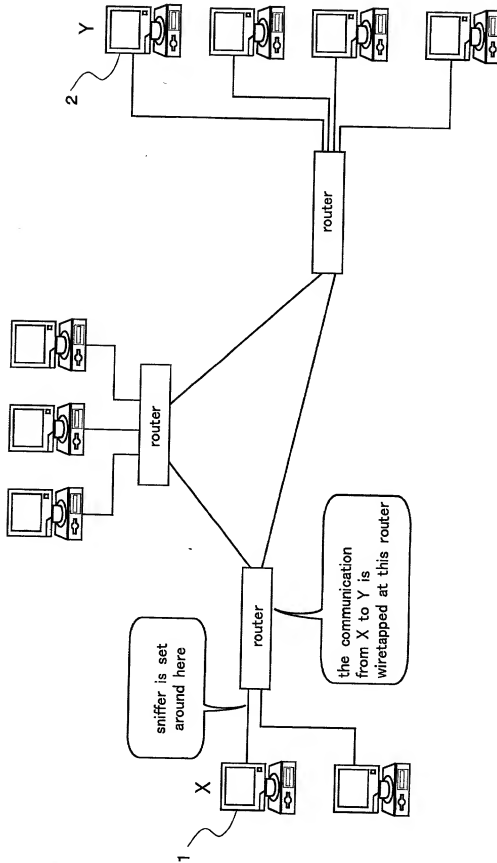 2
Y
router
router
router
sniffer is set
around here
the communication
from X to Y is
wiretapped at this router
X
1